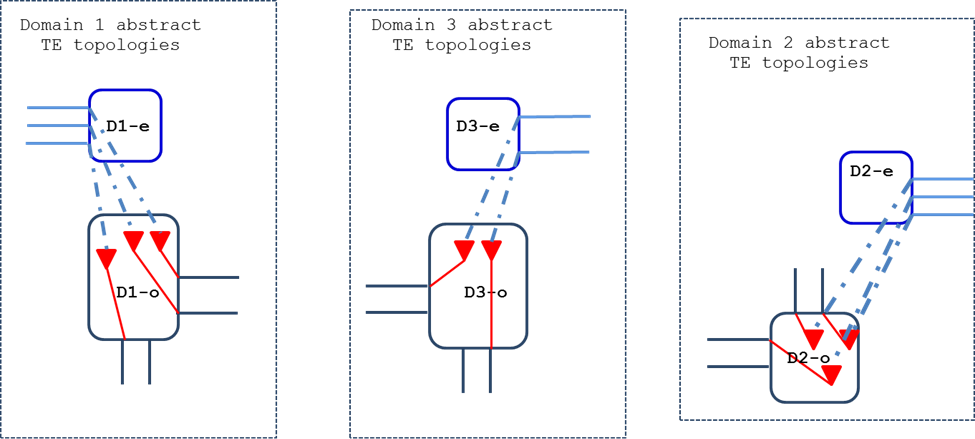 Domain 1 abstract
TE topologies
D1-e
D1-o
Domain 3 abstract
TE topologies
D3-e
D3-o
Domain 2 abstract
TE topologies
D2-e
D2-o